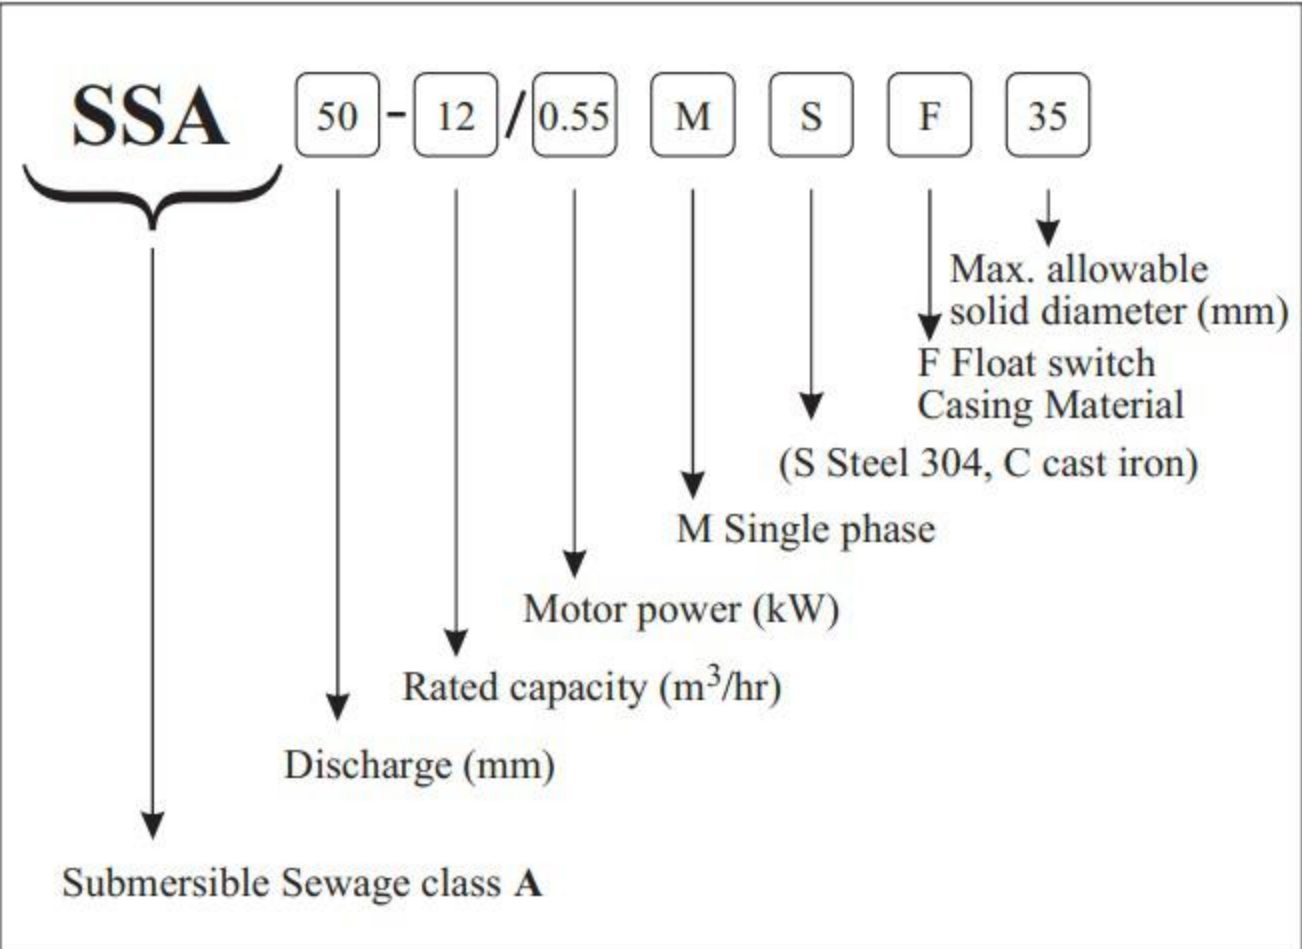 SSA 50 - 12 / 0.55 M S F 35
Max. allowable
solid diameter (mm)
F Float switch
Casing Material
(S Steel 304, C cast iron)
M Single phase
Motor power (kW)
Rated capacity (m³/hr)
Discharge (mm)
Submersible Sewage class A